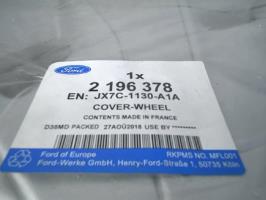 Ford
1x
2 196 378
EN: JX7C-1130-A1A
COVER-WHEEL
CONTENTS MADE IN FRANCE
D38MD PACKED 27AOÛ2018 USE BY *********
Ford of Europe
RKPMS NO. MFL001
Ford-Werke GmbH, Henry-Ford-Straße 1, 50735 Köln